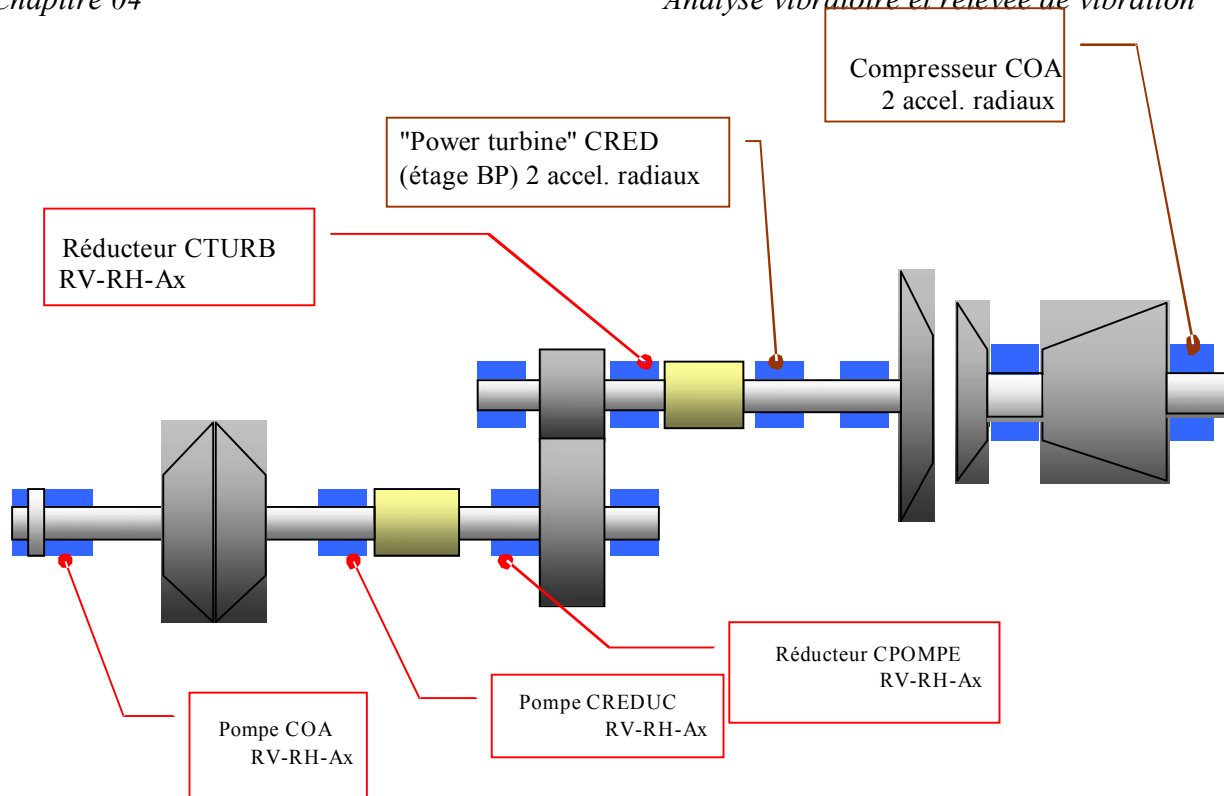 Chapitre 04
Analyse vibratoire et relevée de vibration
Compresseur COA
2 accel. radiaux
"Power turbine" CRED
(étage BP) 2 accel. radiaux
Réducteur CTURB
RV-RH-Ax
Réducteur CPOMPE
RV-RH-Ax
Pompe CREDUC
RV-RH-Ax
Pompe COA
RV-RH-Ax